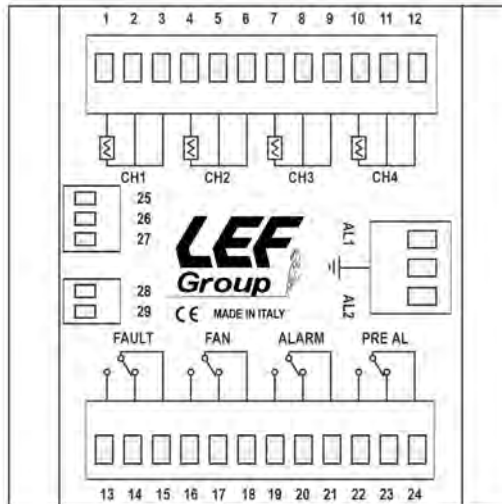 1 2 3 4 5 6 7 8 9 10 11 12
CH1 CH2 CH3 CH4
25
26
27
28
29
LEF
Group
CE MADE IN ITALY
AL1
AL2
FAULT FAN ALARM PRE AL
13 14 15 16 17 18 19 20 21 22 23 24